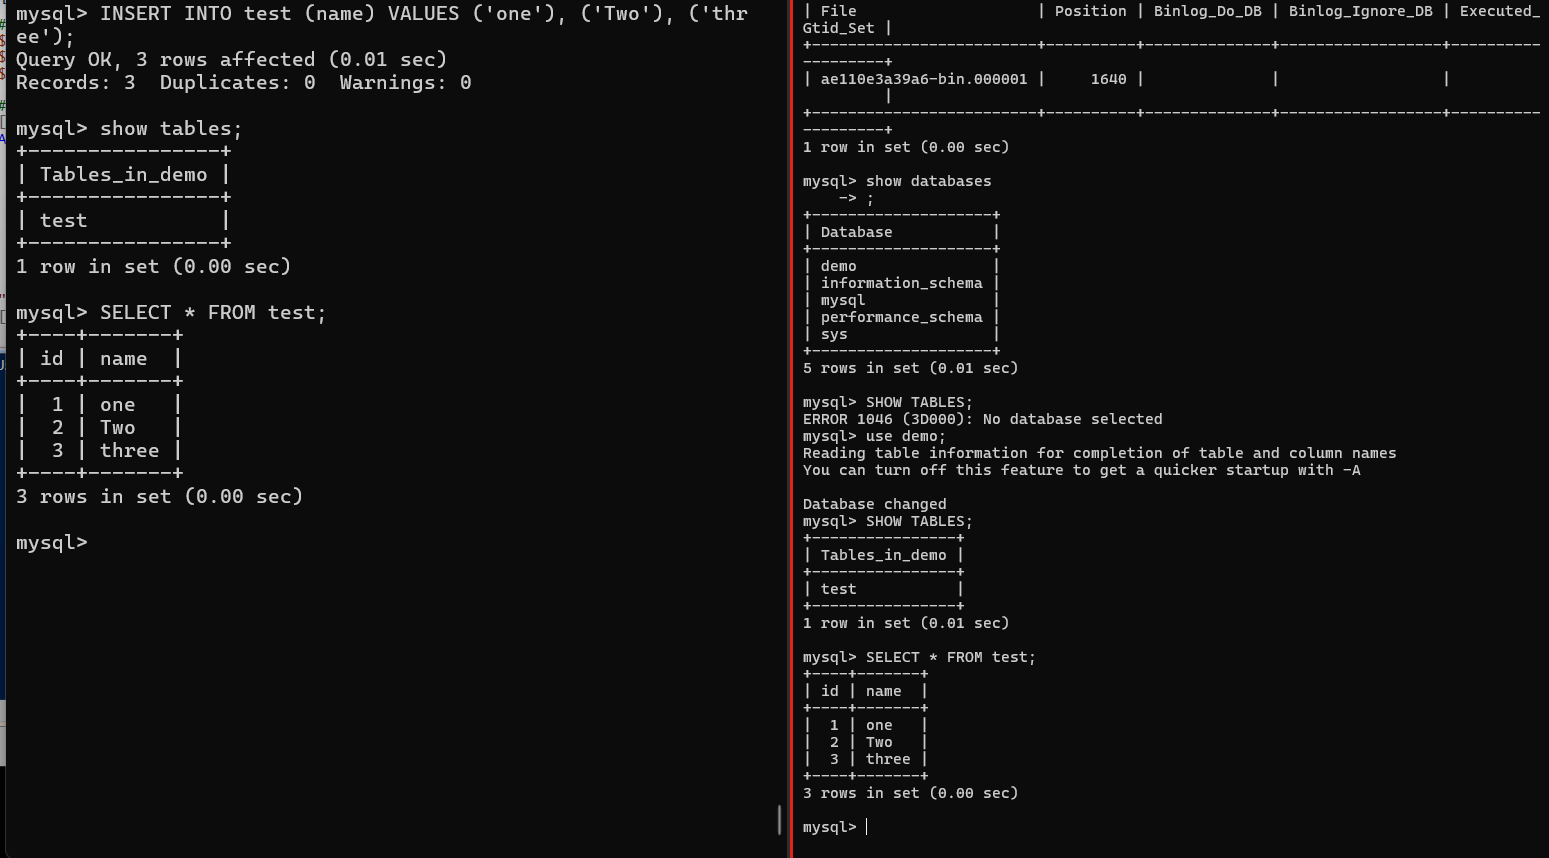 mysql> INSERT INTO test (name) VALUES ('one'), ('Two'), ('thr
ee');
Query OK, 3 rows affected (0.01 sec)
Records: 3  Duplicates: 0  Warnings: 0

mysql> show tables;
+----------------+
| Tables_in_demo |
+----------------+
| test           |
+----------------+
1 row in set (0.00 sec)

mysql> SELECT * FROM test;
+----+-------+
| id | name  |
+----+-------+
|  1 | one   |
|  2 | Two   |
|  3 | three |
+----+-------+
3 rows in set (0.00 sec)

mysql>

| File                    | Position | Binlog_Do_DB | Binlog_Ignore_DB | Executed_
Gtid_Set |
+-------------------------+----------+--------------+------------------+----------
---------+
| ae110e3a39a6-bin.000001 |     1640 |              |                  |
         |
+-------------------------+----------+--------------+------------------+----------
---------+
1 row in set (0.00 sec)

mysql> show databases
    -> ;
+--------------------+
| Database           |
+--------------------+
| demo               |
| information_schema |
| mysql              |
| performance_schema |
| sys                |
+--------------------+
5 rows in set (0.01 sec)

mysql> SHOW TABLES;
ERROR 1046 (3D000): No database selected
mysql> use demo;
Reading table information for completion of table and column names
You can turn off this feature to get a quicker startup with -A

Database changed
mysql> SHOW TABLES;
+----------------+
| Tables_in_demo |
+----------------+
| test           |
+----------------+
1 row in set (0.01 sec)

mysql> SELECT * FROM test;
+----+-------+
| id | name  |
+----+-------+
|  1 | one   |
|  2 | Two   |
|  3 | three |
+----+-------+
3 rows in set (0.00 sec)

mysql>